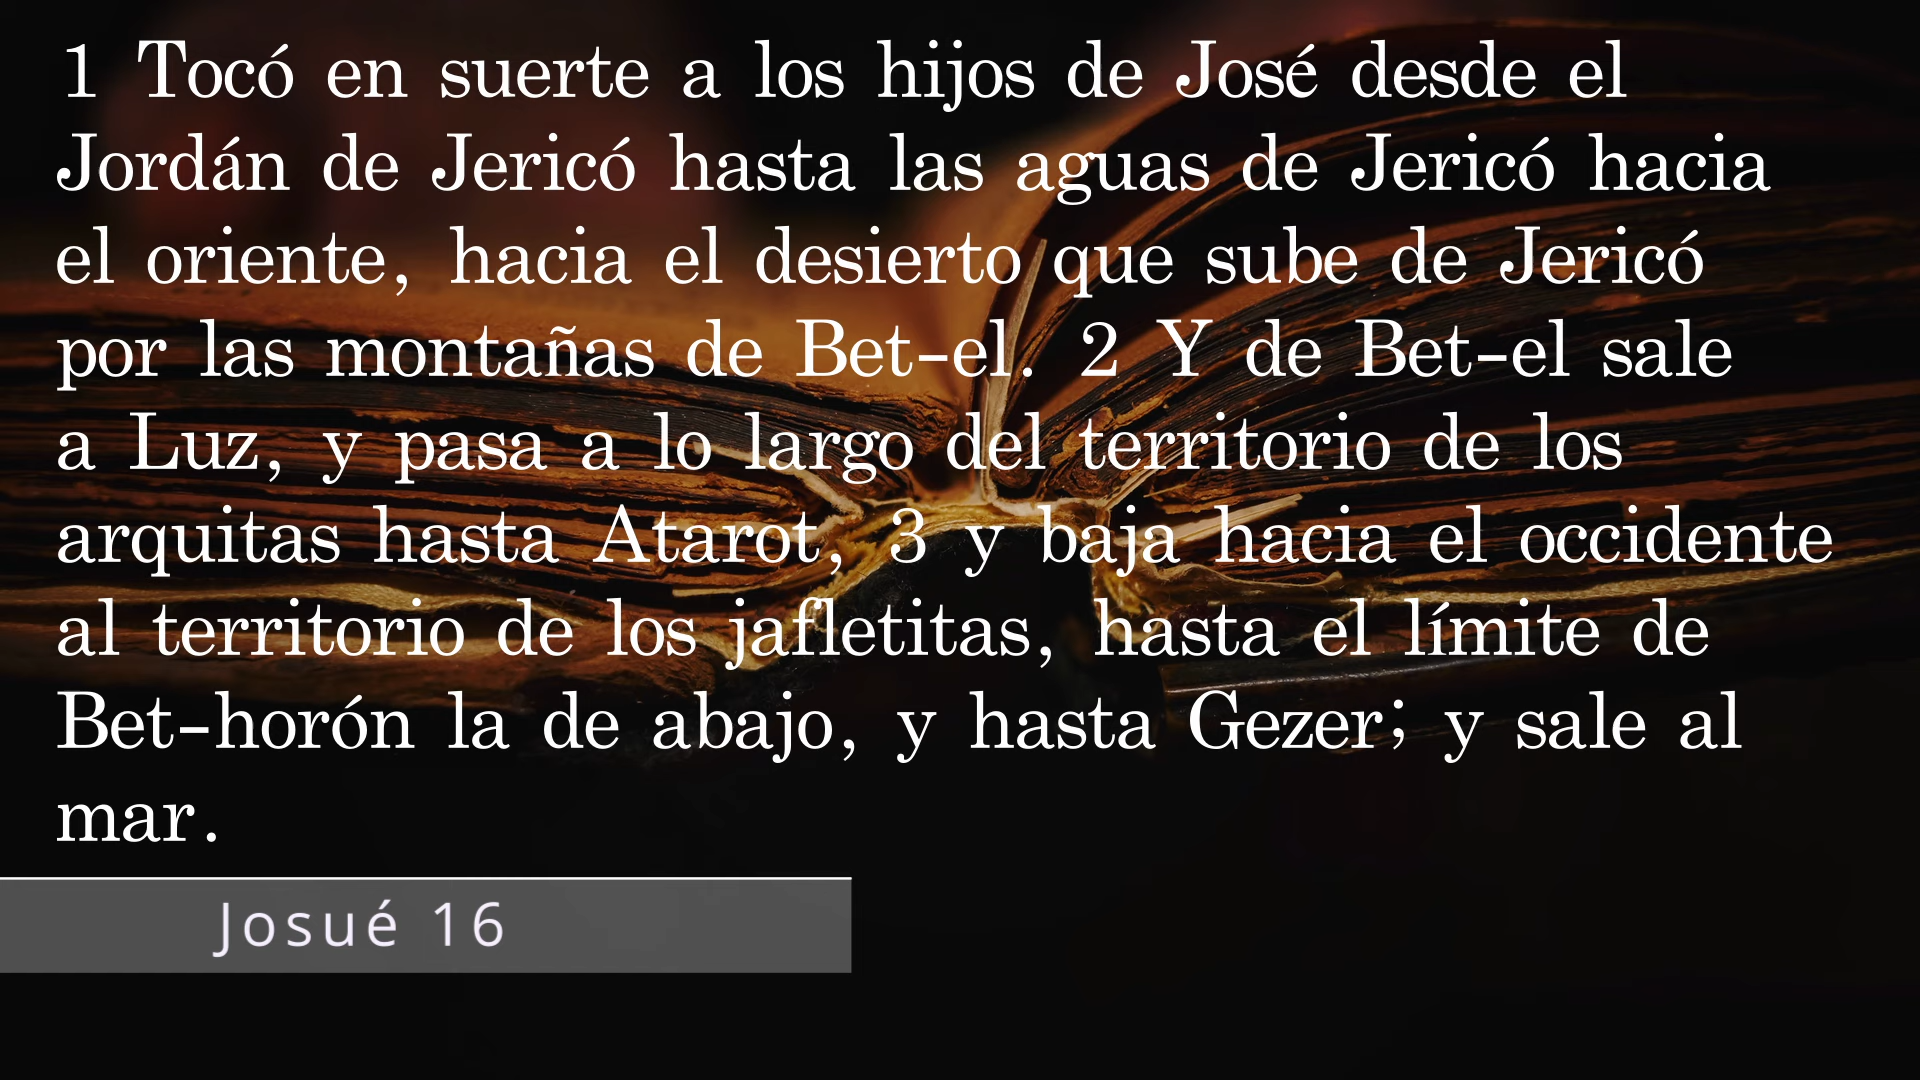 1 Tocó en suerte a los hijos de José desde el
Jordán de Jericó hasta las aguas de Jericó hacia
el oriente, hacia el desierto que sube de Jericó
por las montañas de Bet-el. 2 Y de Bet-el sale
a Luz, y pasa a lo largo del territorio de los
arquitas hasta Atarot, 3 y baja hacia el occidente
al territorio de los jafletitas, hasta el límite de
Bet-horón la de abajo, y hasta Gezer; y sale al
mar.
Josué 16